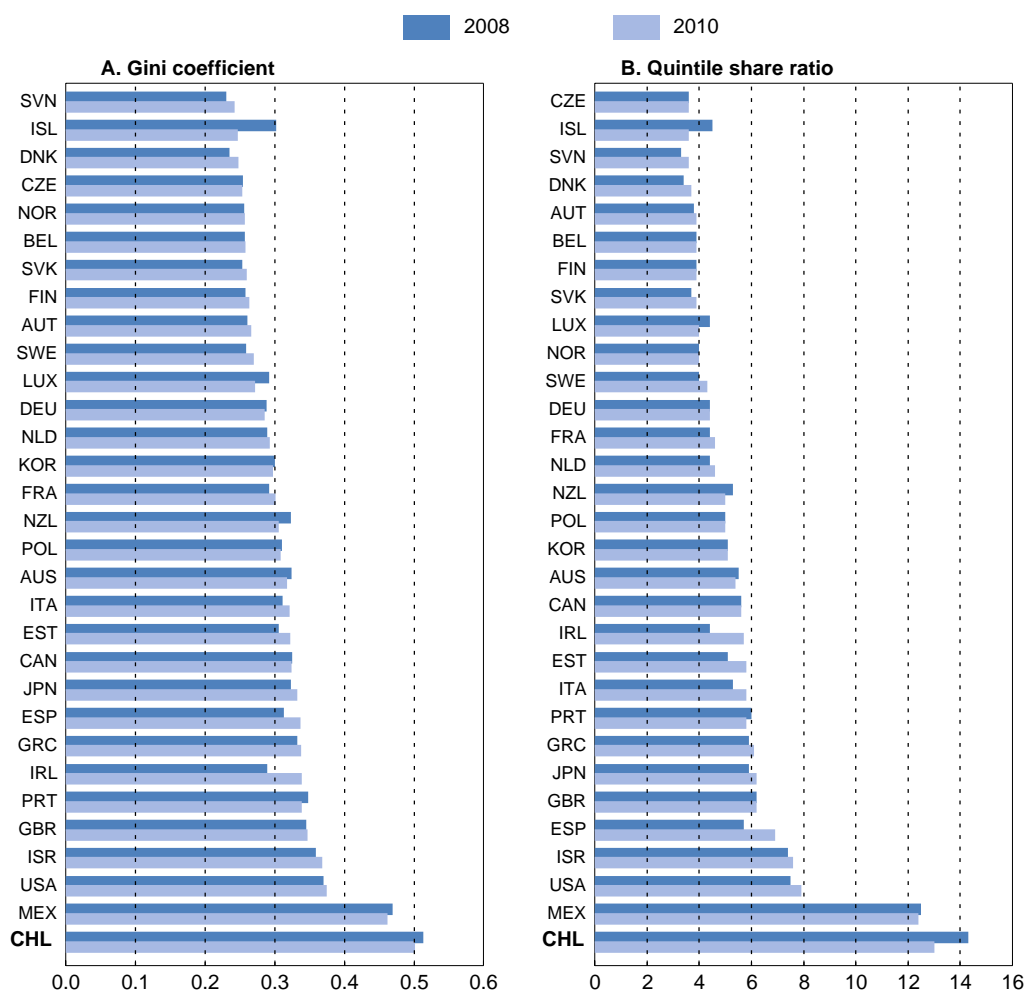 2008 2010
A. Gini coefficient
SVN
ISL
DNK
CZE
NOR
BEL
SVK
FIN
AUT
SWE
LUX
DEU
NLD
KOR
FRA
NZL
POL
AUS
ITA
EST
CAN
JPN
ESP
GRC
IRL
PRT
GBR
ISR
USA
MEX
CHL
0.0 0.1 0.2 0.3 0.4 0.5 0.6
B. Quintile share ratio
CZE
ISL
SVN
DNK
AUT
BEL
FIN
SVK
LUX
NOR
SWE
DEU
FRA
NLD
NZL
POL
KOR
AUS
CAN
IRL
EST
ITA
PRT
GRC
JPN
GBR
ESP
ISR
USA
MEX
CHL
0 2 4 6 8 10 12 14 16